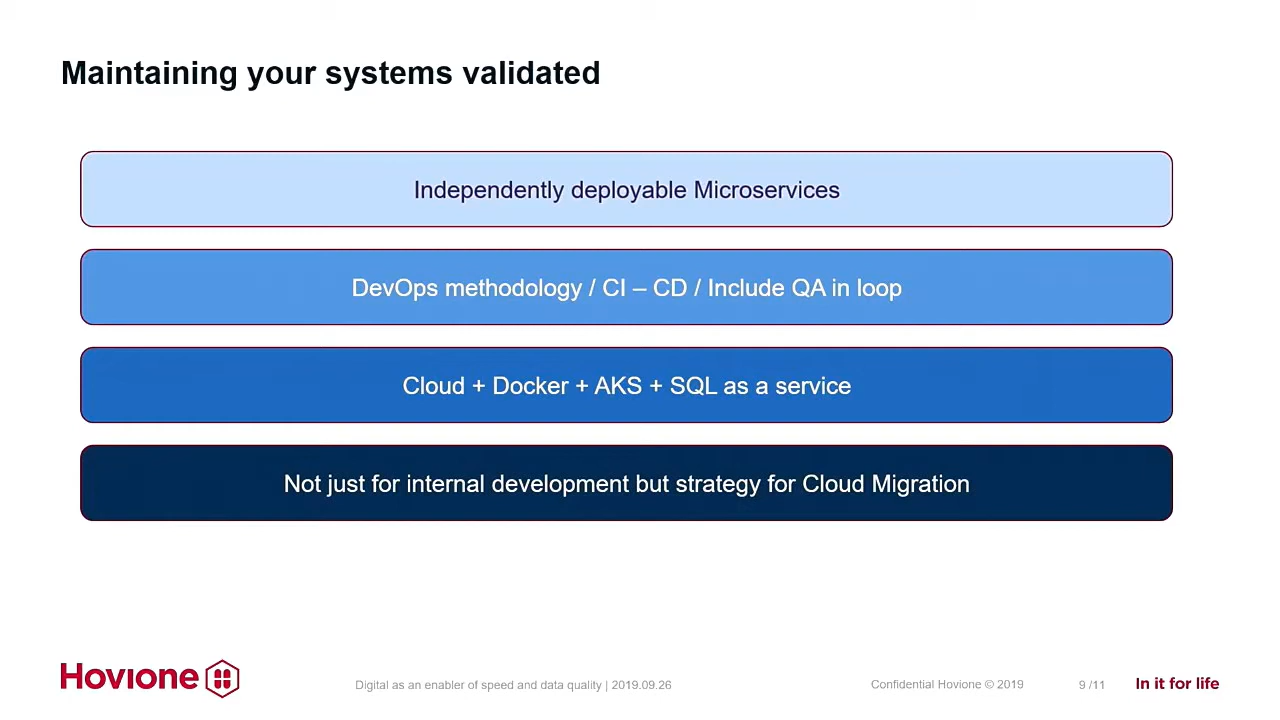 Maintaining your systems validated
Independently deployable Microservices
DevOps methodology / CI – CD / Include QA in loop
Cloud + Docker + AKS + SQL as a service
Not just for internal development but strategy for Cloud Migration
Hovione
Digital as an enabler of speed and data quality | 2019.09.26
Confidential Hovione © 2019
9 /11
In it for life